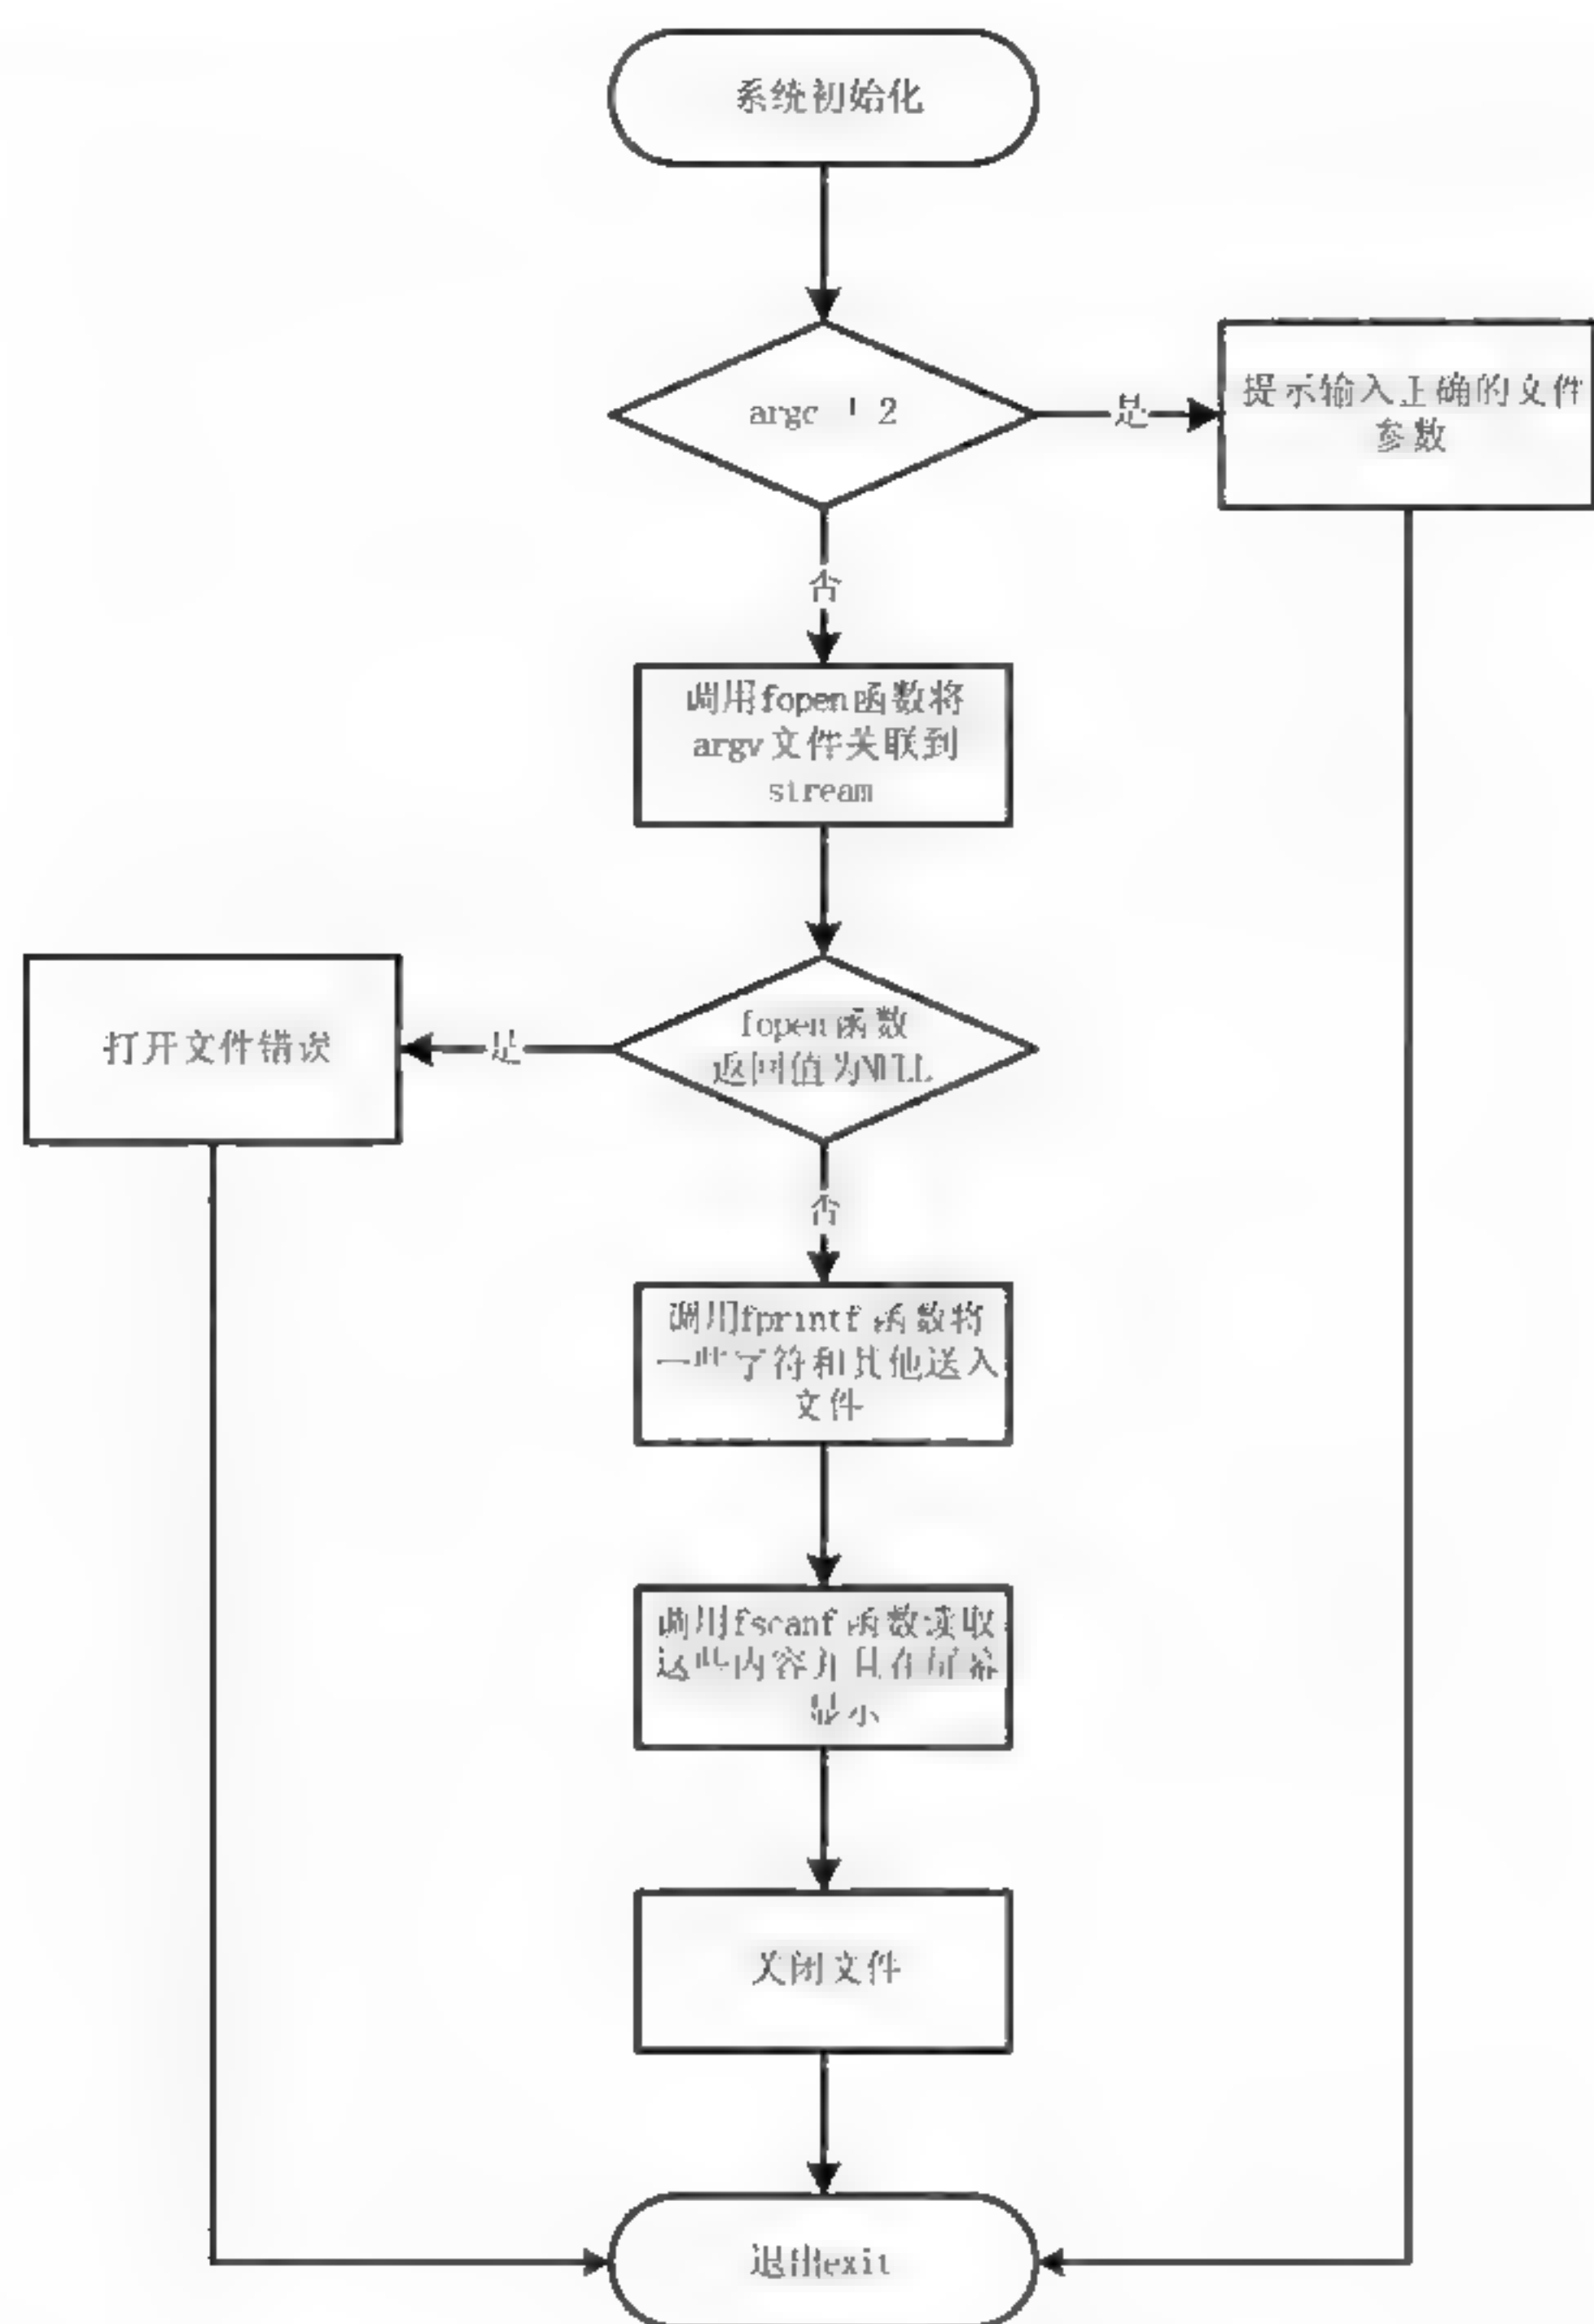 系统初始化
argc ! 2
是
提示输入正确的文件
参数
否
调用fopen函数将
argv文件关联到
stream
fopen函数
返回值为NULL
是
打开文件错误
否
调用fprintf函数将
一些字符和其他送入
文件
调用fscanf函数读取
这些内容并且在屏幕
显示
关闭文件
退出exit